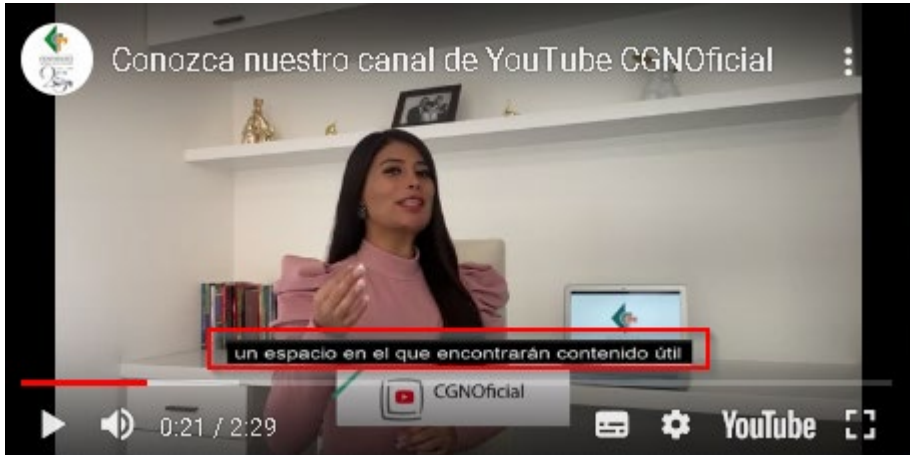 Conozca nuestro canal de YouTube CGNOficial
un espacio en el que encontrarán contenido útil
CGNOficial
0:21 / 2:29
YouTube